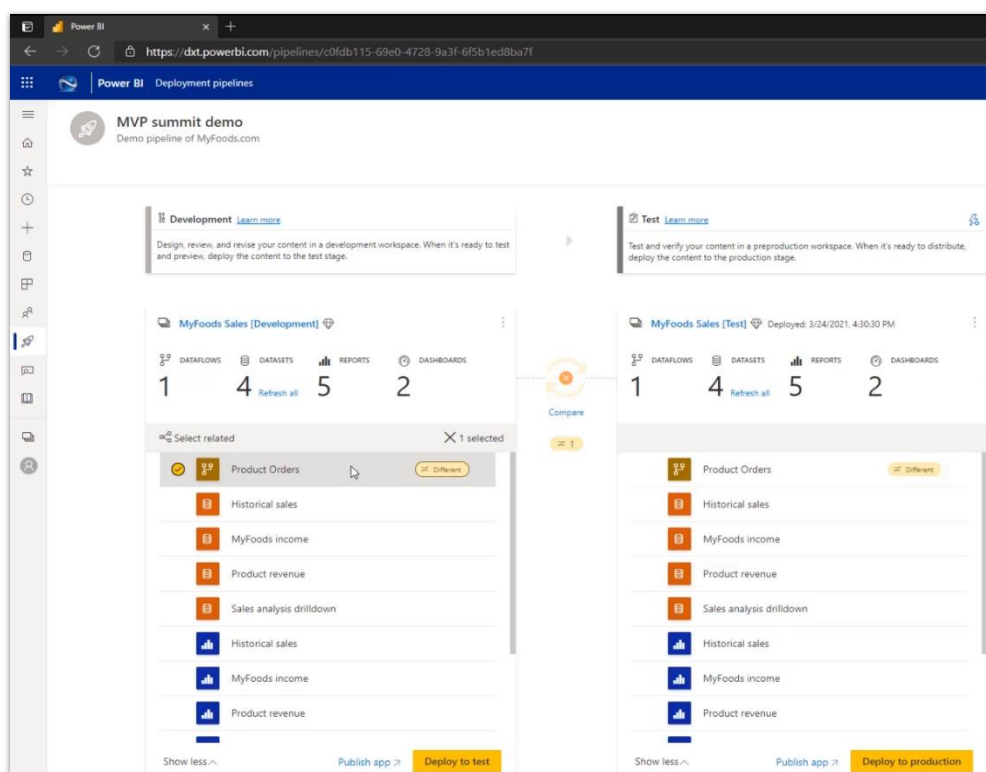 Power BI
https://dxt.powerbi.com/pipelines/c0fdb115-69e0-4728-9a3f-6f5b1ed8ba7f
Power BI Deployment pipelines
MVP summit demo
Demo pipeline of MyFoods.com
Development Learn more
Design, review, and revise your content in a development workspace. When it's ready to test
and preview, deploy the content to the test stage.
Test Learn more
Test and verify your content in a preproduction workspace. When it's ready to distribute,
deploy the content to the production stage.
MyFoods Sales [Development]
DATAFLOWS DATASETS REPORTS DASHBOARDS
1 4 Refresh all 5 2
Select related 1 selected
Product Orders Different
Historical sales
MyFoods income
Product revenue
Sales analysis drilldown
Historical sales
MyFoods income
Product revenue
Show less Publish app Deploy to test
Compare
≠ 1
MyFoods Sales [Test] Deployed: 3/24/2021, 4:30:30 PM
DATAFLOWS DATASETS REPORTS DASHBOARDS
1 4 Refresh all 5 2
Product Orders Different
Historical sales
MyFoods income
Product revenue
Sales analysis drilldown
Historical sales
MyFoods income
Product revenue
Show less Publish app Deploy to production